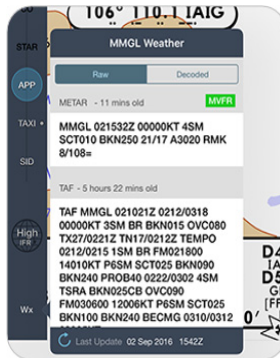 106° 110.1 IAIG
STAR
APP
TAXI •
SID
High
IFR
Wx
MMGL Weather
Raw Decoded
METAR - 11 mins old MVFR
MMGL 021532Z 00000KT 4SM
SCT010 BKN250 21/17 A3020 RMK
8/108=
TAF - 5 hours 22 mins old
TAF MMGL 021021Z 0212/0318
00000KT 3SM BR BKN015 OVC080
TX27/0221Z TN17/0212Z TEMPO
0212/0215 1SM BR FM021800
14010KT P6SM SCT025 BKN090
BKN240 PROB40 0222/0302 4SM
TSRA BKN025CB OVC090
FM030600 12006KT P6SM SCT025
BKN100 BKN240 BECMG 0310/0312
Last Update 02 Sep 2016 1542Z